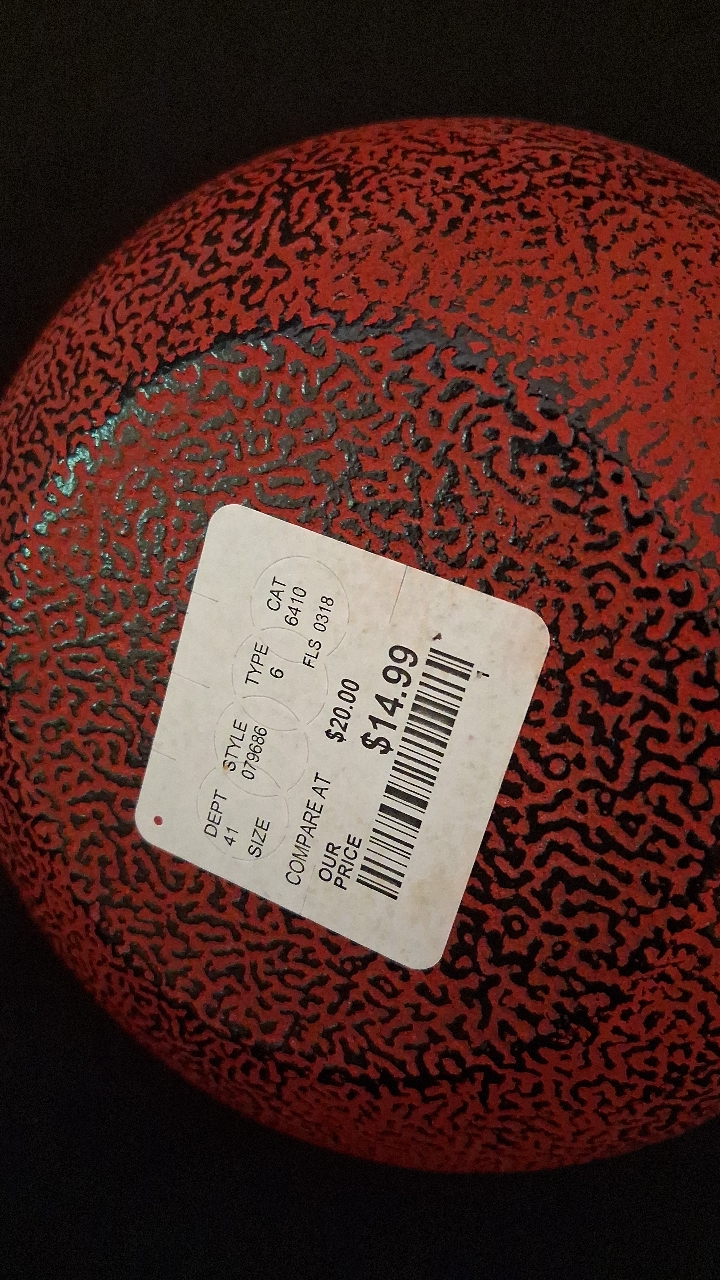 DEPT STYLE TYPE CAT
41 079686 6 6410
SIZE FLS 0318
COMPARE AT $20.00
OUR
PRICE $14.99
1